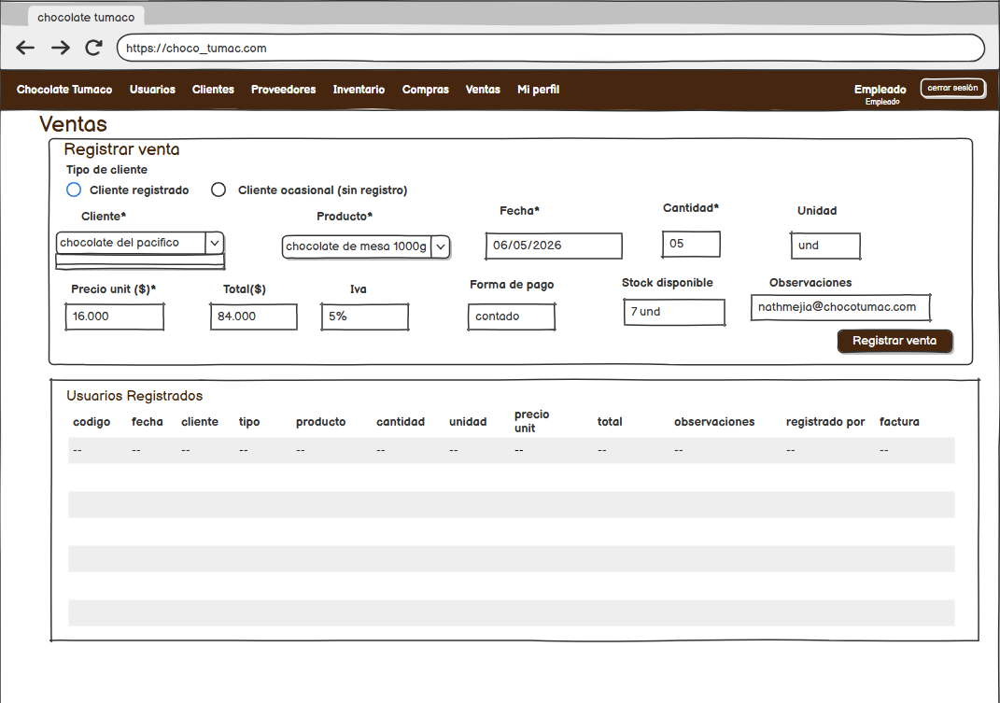 chocolate tumaco
https://choco_tumac.com
Chocolate Tumaco Usuarios Clientes Proveedores Inventario Compras Ventas Mi perfil Empleado cerrar sesión
Empleado
Ventas
Registrar venta
Tipo de cliente
Cliente registrado Cliente ocasional (sin registro)
Cliente* Producto* Fecha* Cantidad* Unidad
chocolate del pacifico chocolate de mesa 1000g 06/05/2026 05 und
Precio unit ($)* Total($) Iva Forma de pago Stock disponible Observaciones
16.000 84.000 5% contado 7 und nathmejia@chocotumac.com
Registrar venta
Usuarios Registrados
codigo fecha cliente tipo producto cantidad unidad precio unit total observaciones registrado por factura
-- -- -- -- -- -- -- -- -- -- -- --